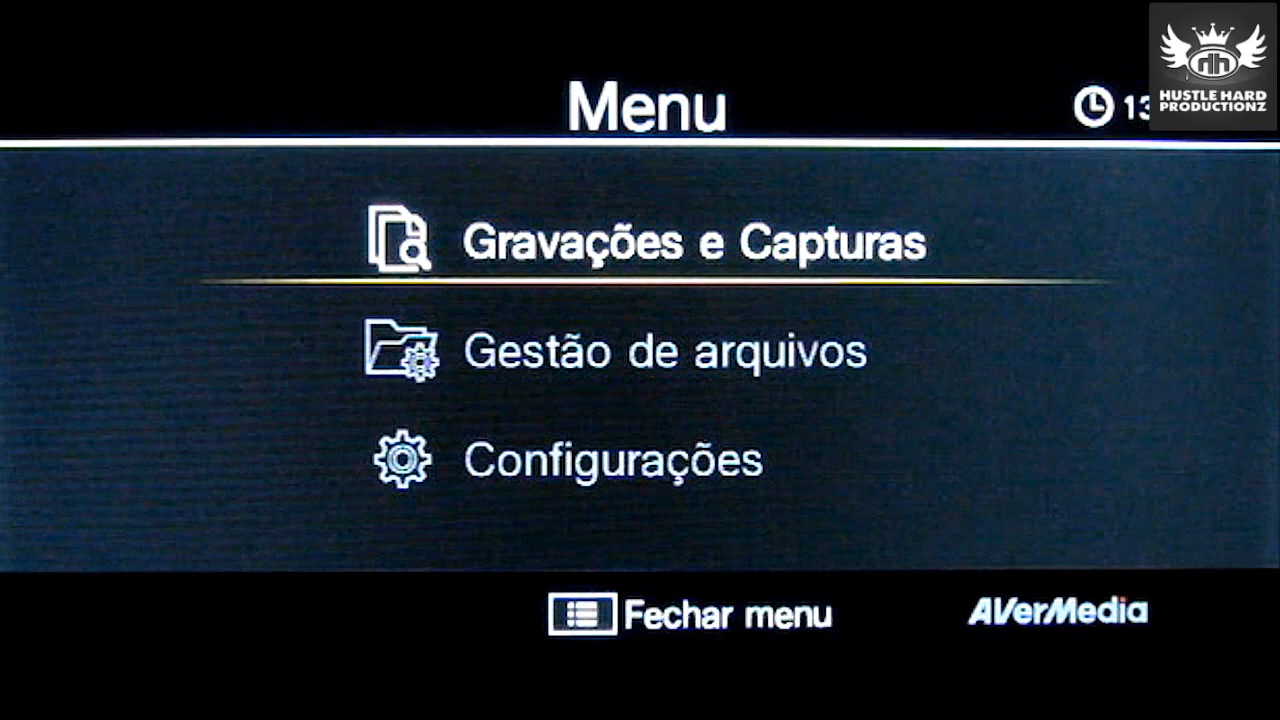 Menu
HUSTLE HARD
PRODUCTIONZ
Gravações e Capturas
Gestão de arquivos
Configurações
Fechar menu
AVerMedia